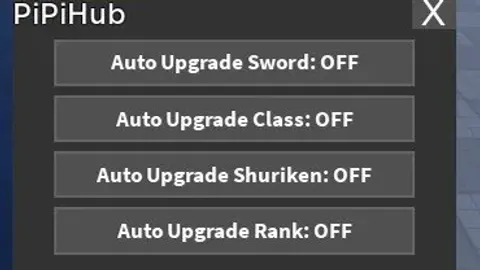 PiPiHub X
Auto Upgrade Sword: OFF
Auto Upgrade Class: OFF
Auto Upgrade Shuriken: OFF
Auto Upgrade Rank: OFF